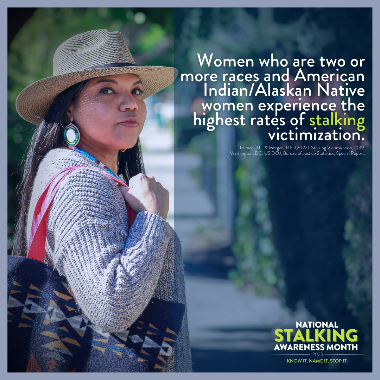 Women who are two or
more races and American
Indian/Alaskan Native
women experience the
highest rates of stalking
victimization.
NATIONAL
STALKING
AWARENESS MONTH
KNOW IT. NAME IT. STOP IT.